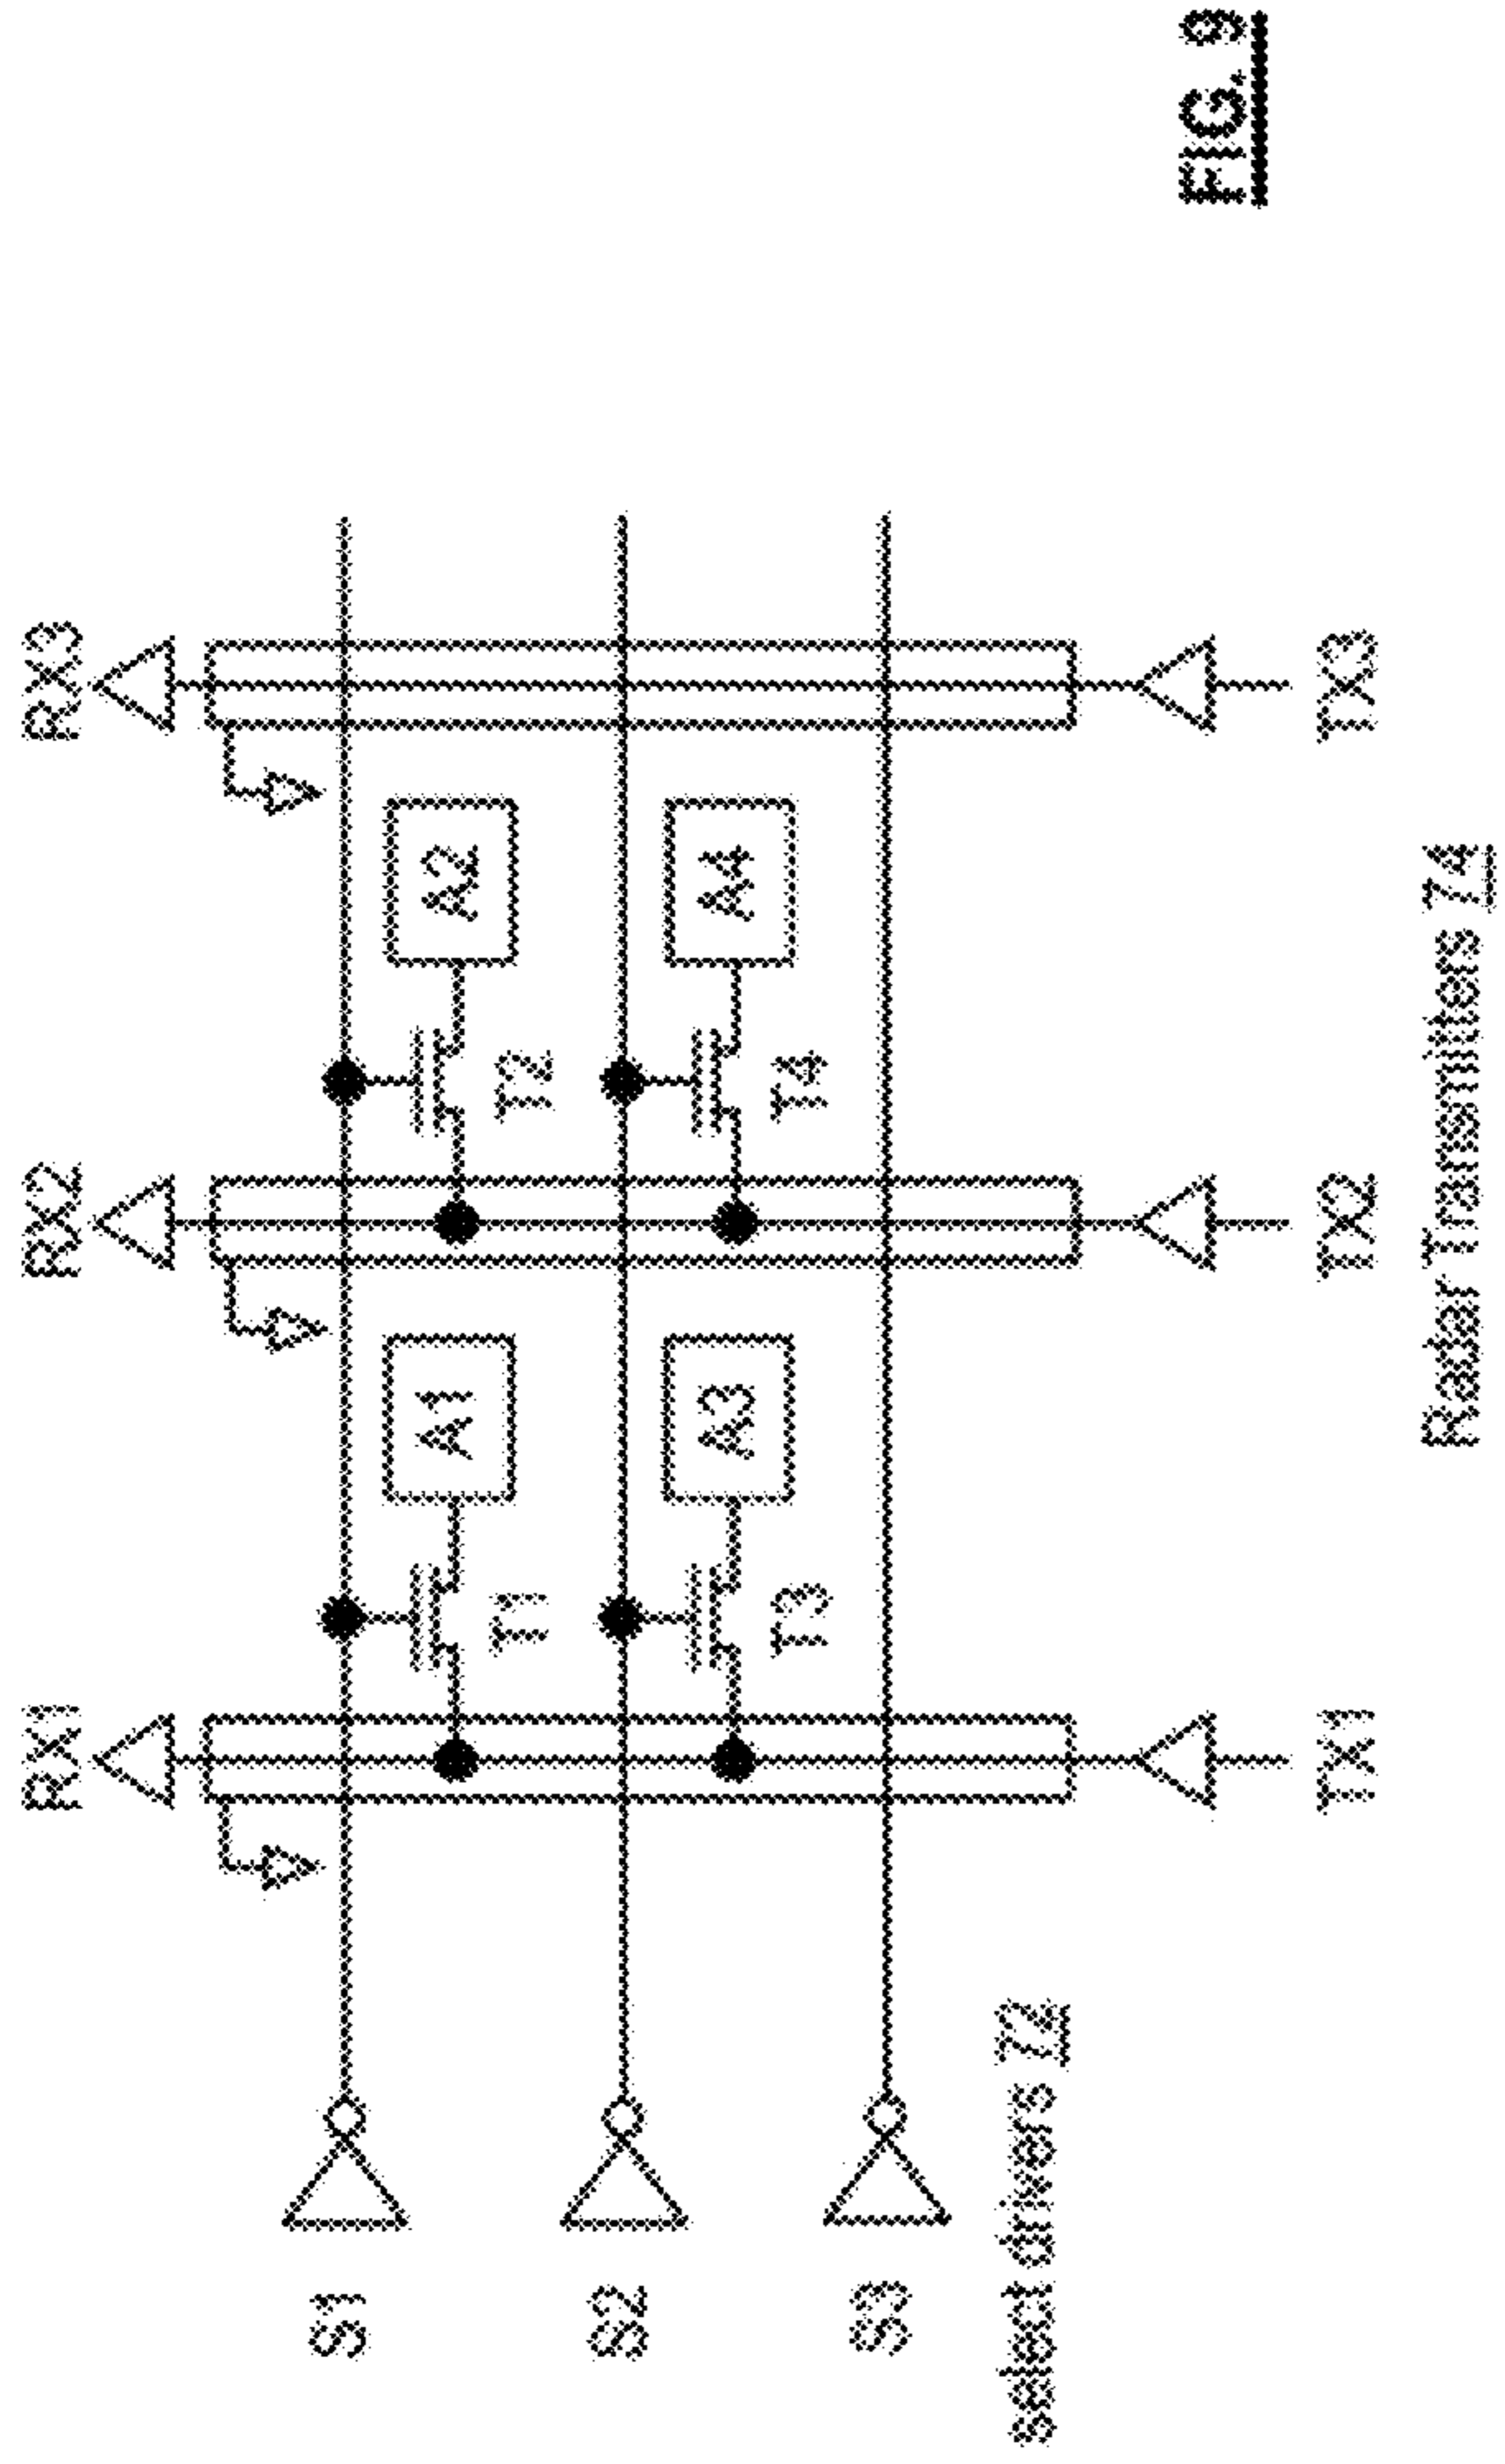 RX1 RX2 RX3
S1
A1 A2
T1 T2
S2
A3 A4
T3 T4
S3
select drivers 72
TX1 TX2 TX3
Radar Transmitters 74
FIG. 9